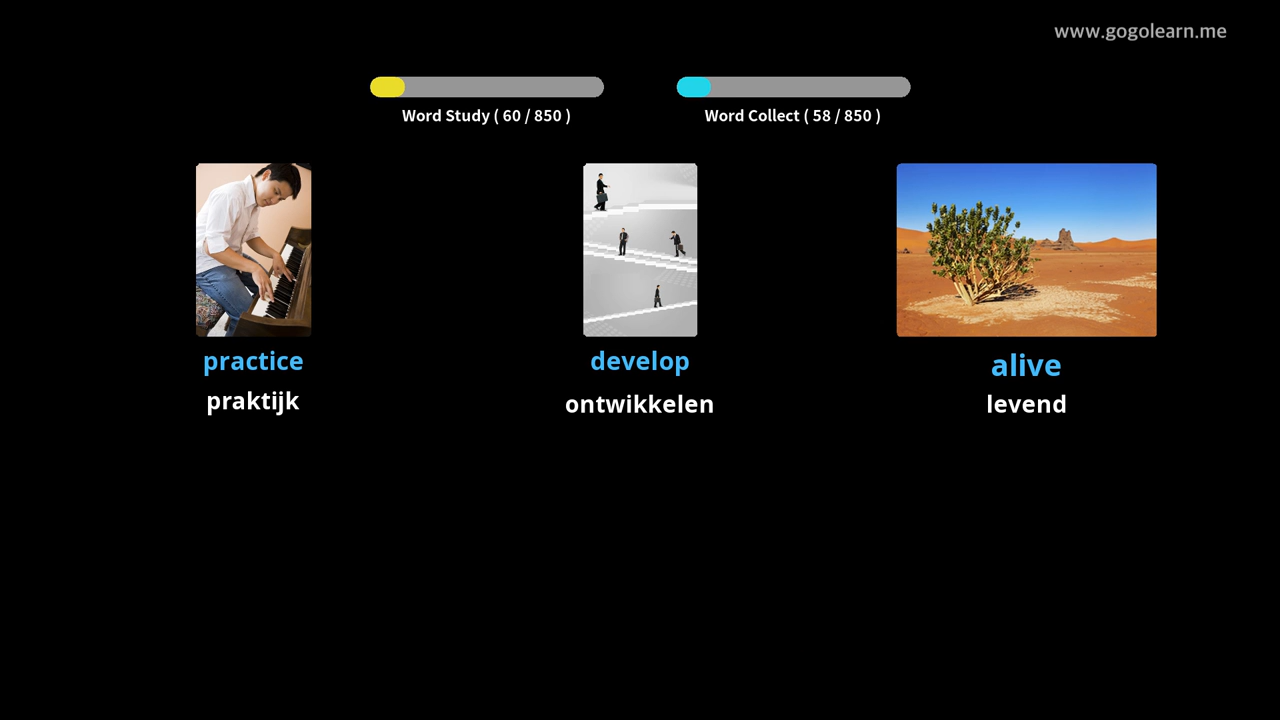 www.gogolearn.me
Word Study ( 60 / 850 )
Word Collect ( 58 / 850 )
practice
praktijk
develop
ontwikkelen
alive
levend